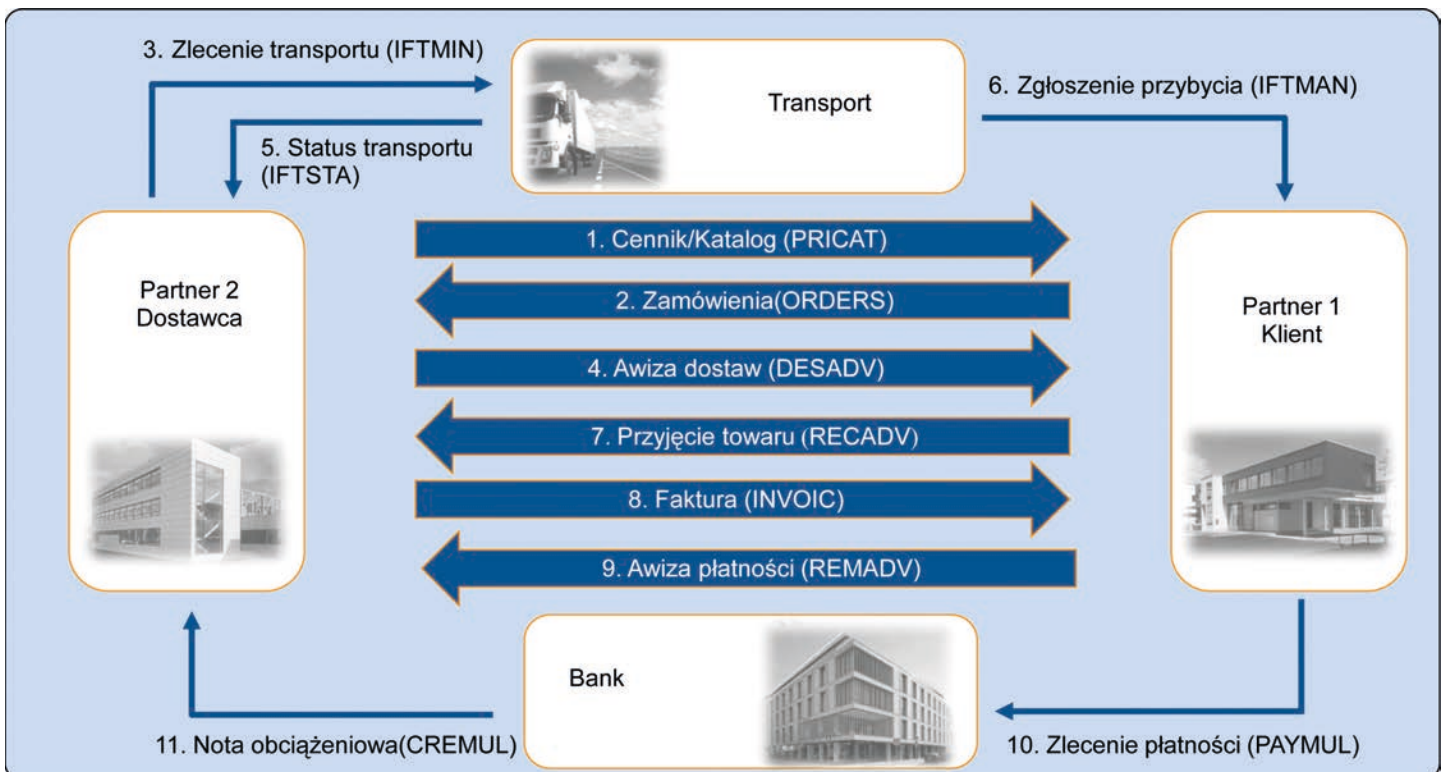 3. Zlecenie transportu (IFTMIN)
Transport
6. Zgłoszenie przybycia (IFTMAN)
5. Status transportu
(IFTSTA)
1. Cennik/Katalog (PRICAT)
2. Zamówienia(ORDERS)
Partner 2
Dostawca
Partner 1
Klient
4. Awiza dostaw (DESADV)
7. Przyjęcie towaru (RECADV)
8. Faktura (INVOIC)
9. Awiza płatności (REMADV)
Bank
11. Nota obciążeniowa(CREMUL)
10. Zlecenie płatności (PAYMUL)